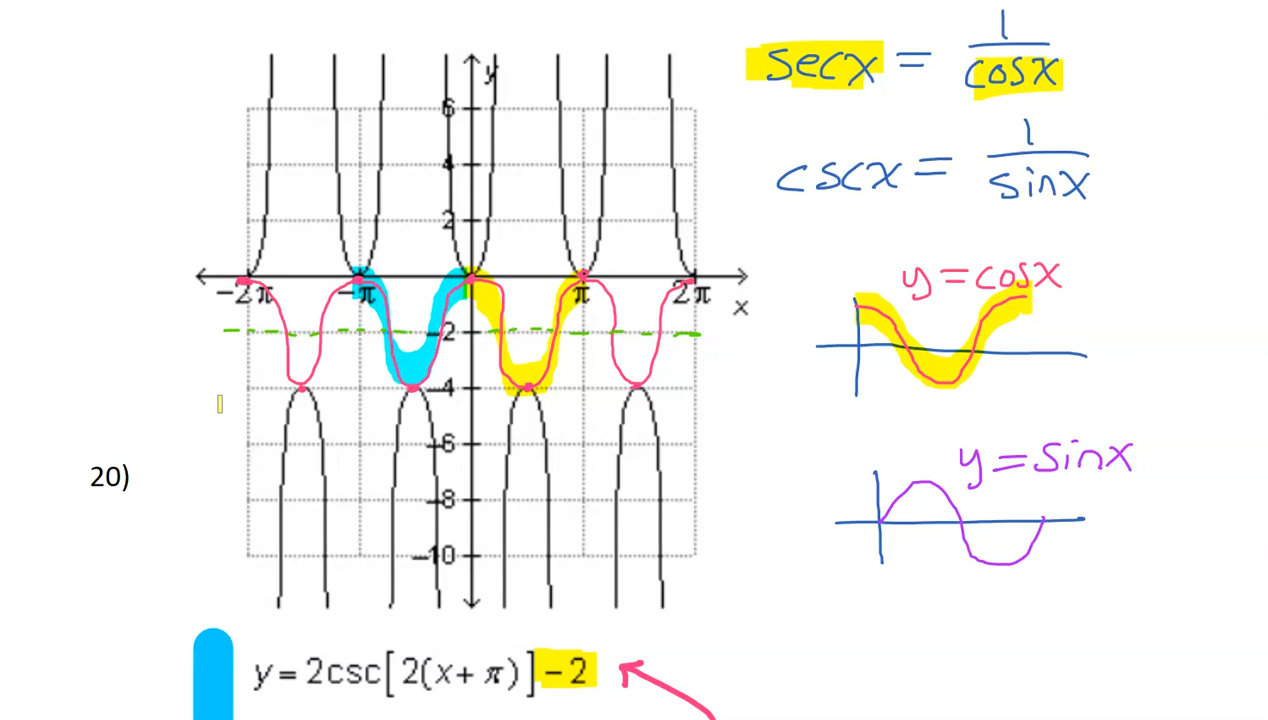 sec x = 1/cos x
csc x = 1/sin x
y
6
4
2
-2π
-π
π
2π
x
-2
-4
-6
-8
-10
y = cos x
y = sin x
20)
y = 2csc[2(x + π)] - 2